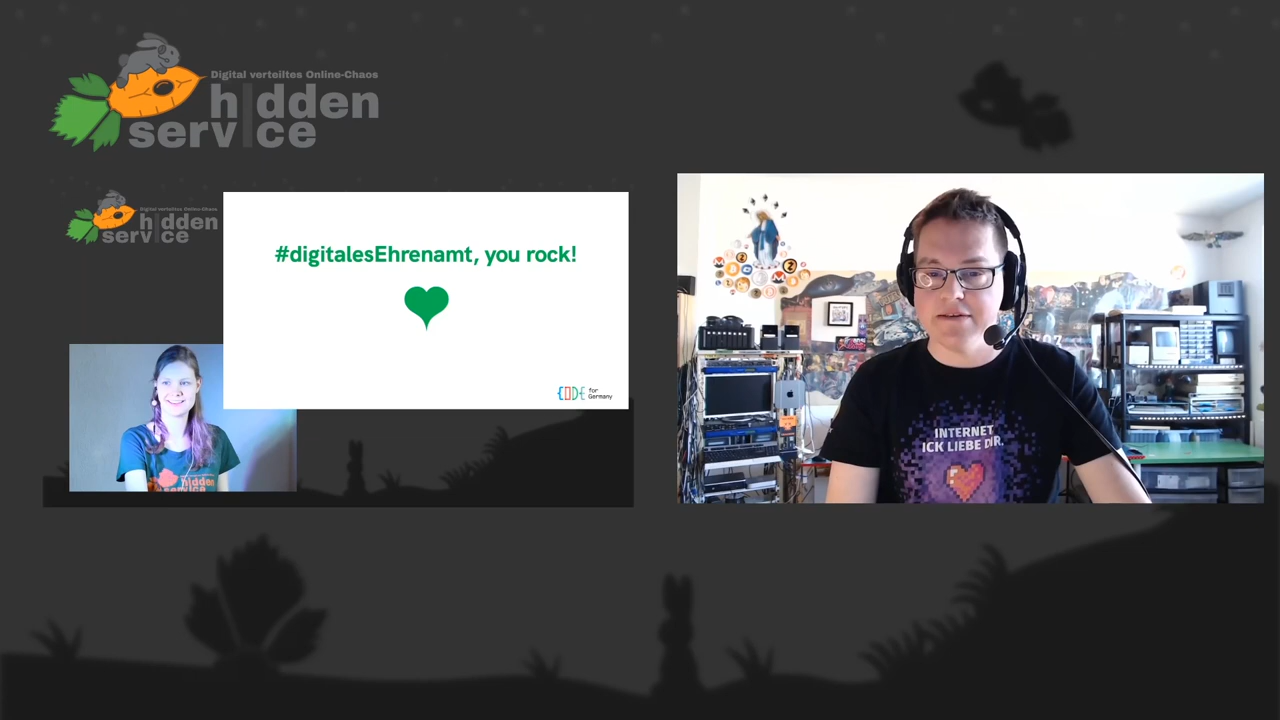 Digital verteiltes Online-Chaos
hidden
service
Digital verteiltes Online-Chaos
hidden
service
#digitalesEhrenamt, you rock!
CODE for
Germany
hidden
service
INTERNET
ICK LIEBE DIR.